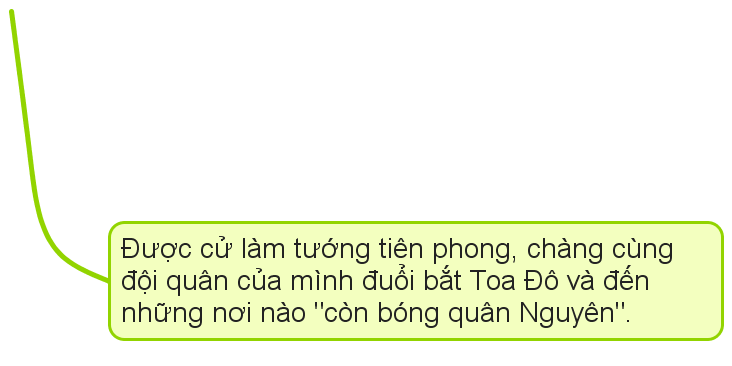 Được cử làm tướng tiên phong, chàng cùng
đội quân của mình đuổi bắt Toa Đô và đến
những nơi nào "còn bóng quân Nguyên".